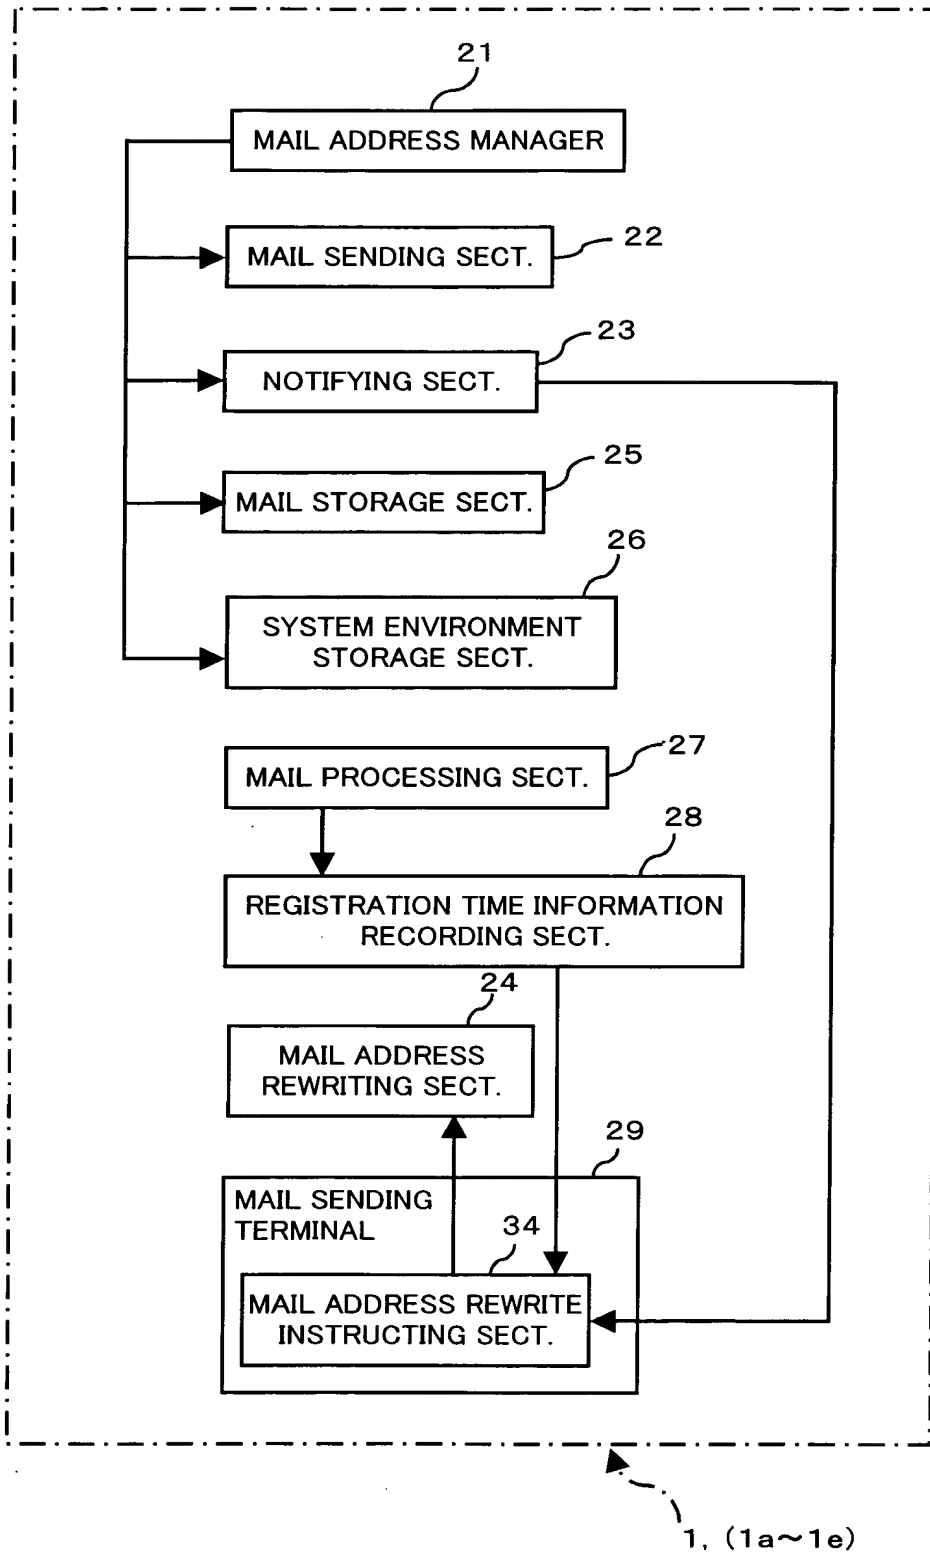 21
MAIL ADDRESS MANAGER
22
MAIL SENDING SECT.
23
NOTIFYING SECT.
25
MAIL STORAGE SECT.
26
SYSTEM ENVIRONMENT
STORAGE SECT.
27
MAIL PROCESSING SECT.
28
REGISTRATION TIME INFORMATION
RECORDING SECT.
24
MAIL ADDRESS
REWRITING SECT.
29
MAIL SENDING
TERMINAL
34
MAIL ADDRESS REWRITE
INSTRUCTING SECT.
1, (1a~1e)